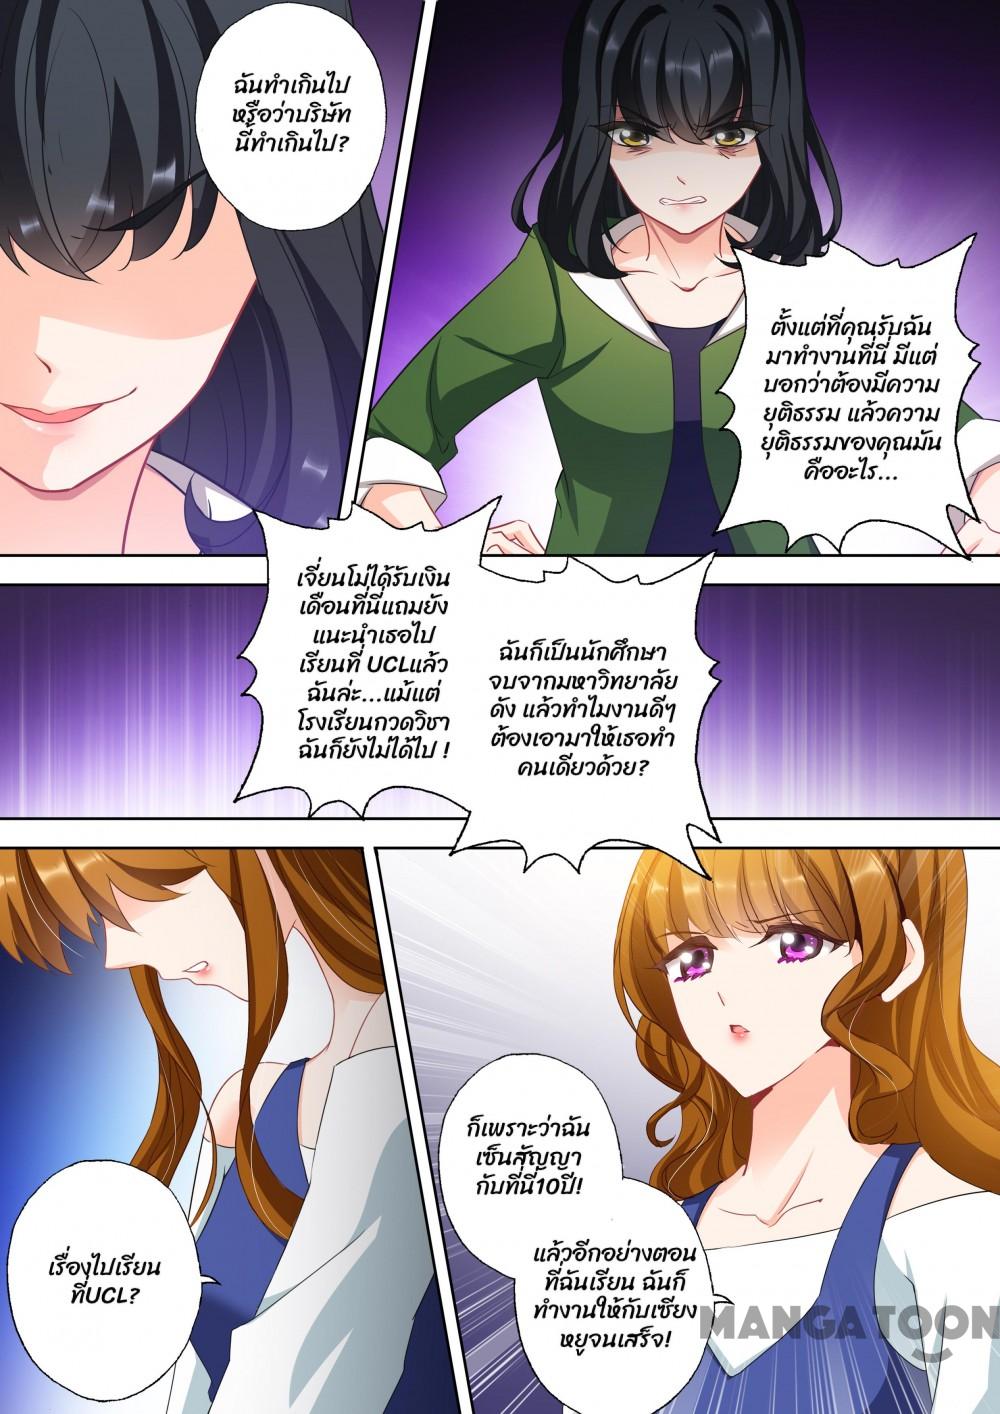 ฉันทำเกินไป
หรือว่าบริษัท
นี้ทำเกินไป?
ตั้งแต่ที่คุณรับฉัน
มาทำงานที่นี่ มีแต่
บอกว่าต้องมีความ
ยุติธรรม แล้วความ
ยุติธรรมของคุณมัน
คืออะไร...
เจี่ยนโม่ได้รับเงิน
เดือนที่นี่แถมยัง
แนะนำเธอไป
เรียนที่ UCLแล้ว
ฉันล่ะ...แม้แต่
โรงเรียนกวดวิชา
ฉันก็ยังไม่ได้ไป !
ฉันก็เป็นนักศึกษา
จบจากมหาวิทยาลัย
ดัง แล้วทำไมงานดีๆ
ต้องเอามาให้เธอทำ
คนเดียวด้วย?
เรื่องไปเรียน
ที่UCL?
ก็เพราะว่าฉัน
เซ็นสัญญา
กับที่นี่10ปี!
แล้วอีกอย่างตอน
ที่ฉันเรียน ฉันก็
ทำงานให้กับเซียง
หยูจนเสร็จ!
MANGATOON